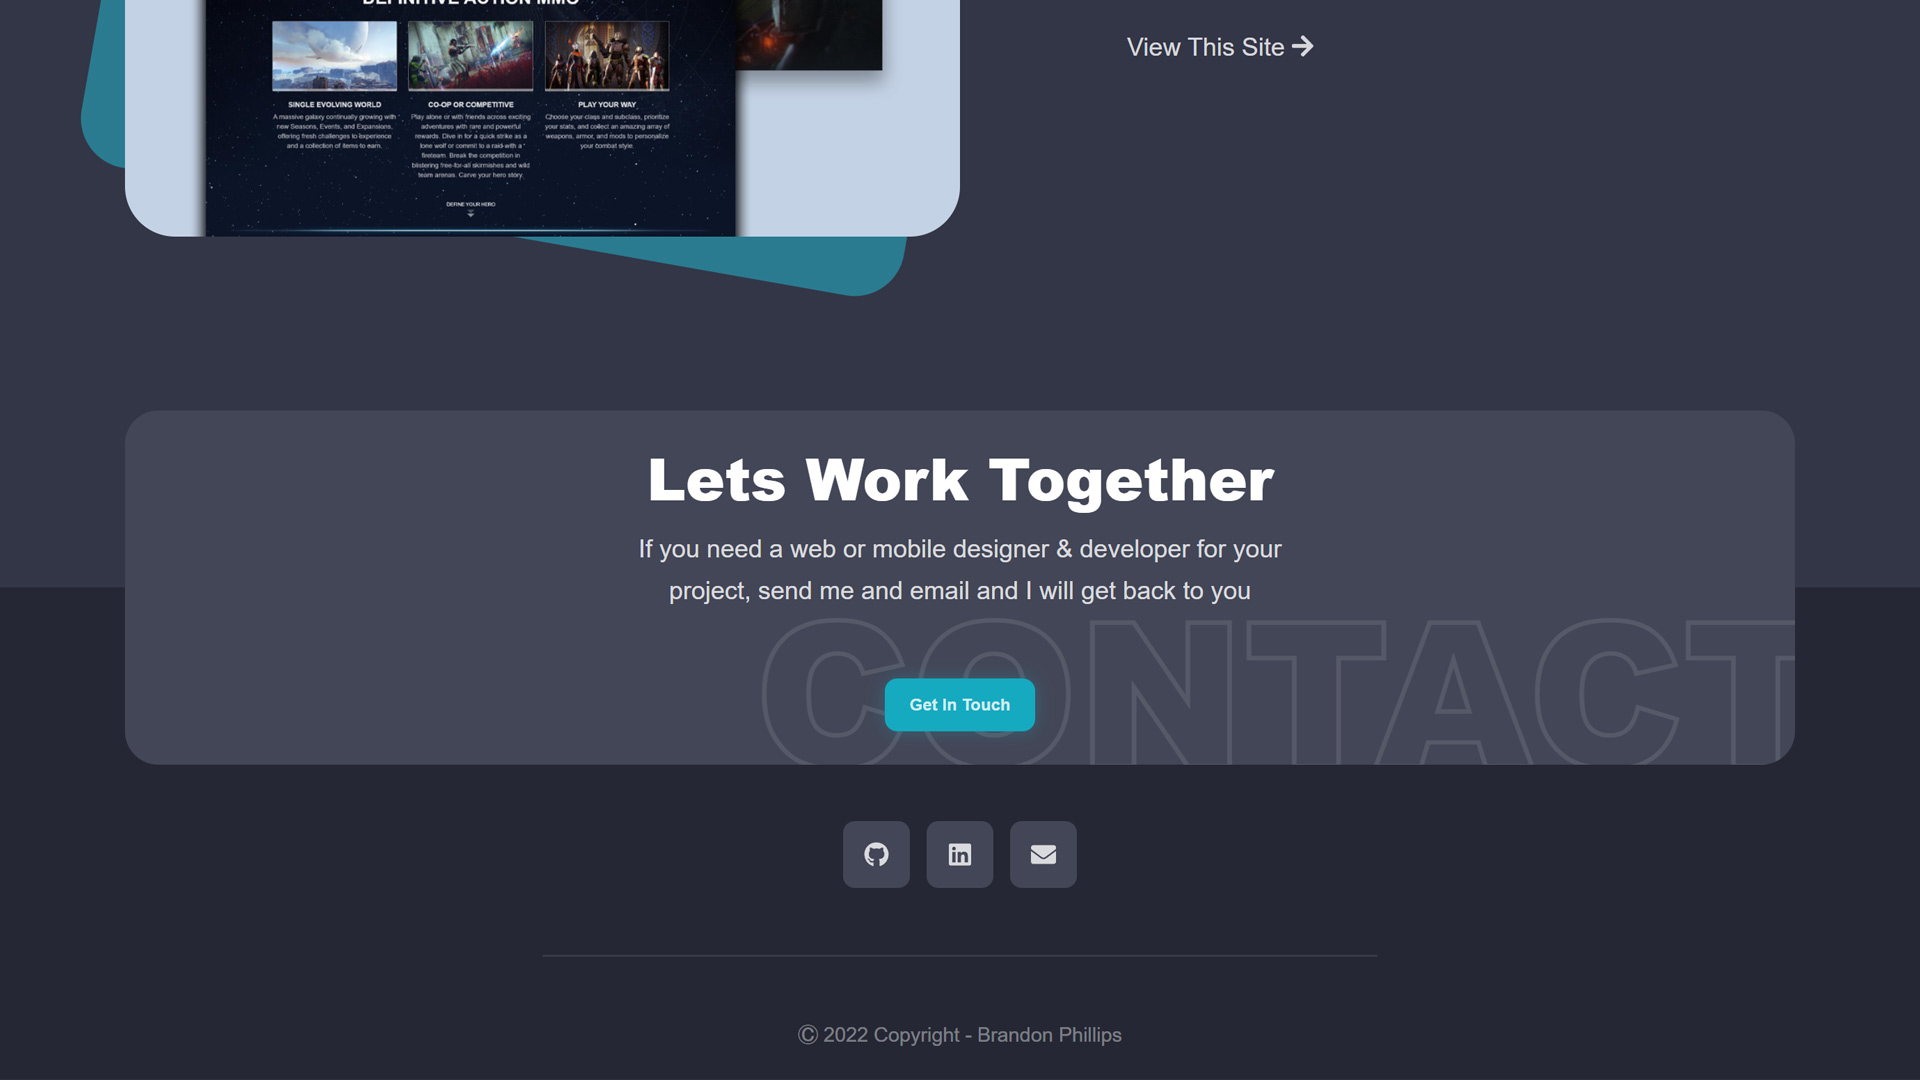 DEFINITIVE ACTION MMO
SINGLE EVOLVING WORLD
A massive galaxy continually growing with
new Seasons, Events, and Expansions,
offering fresh challenges to experience
and a collection of items to earn.
CO-OP OR COMPETITIVE
Play alone or with friends across exciting
adventures with rare and powerful
rewards. Dive in for a quick strike as a
lone wolf or commit to a raid with a
fireteam. Break the competition in
blistering free-for-all skirmishes and wild
team arenas. Carve your hero story.
PLAY YOUR WAY
Choose your class and subclass, prioritize
your stats, and collect an amazing array of
weapons, armor, and mods to personalize
your combat style.
DEFINE YOUR HERO
View This Site
Lets Work Together
If you need a web or mobile designer & developer for your
project, send me and email and I will get back to you
CONTACT
Get In Touch
© 2022 Copyright - Brandon Phillips